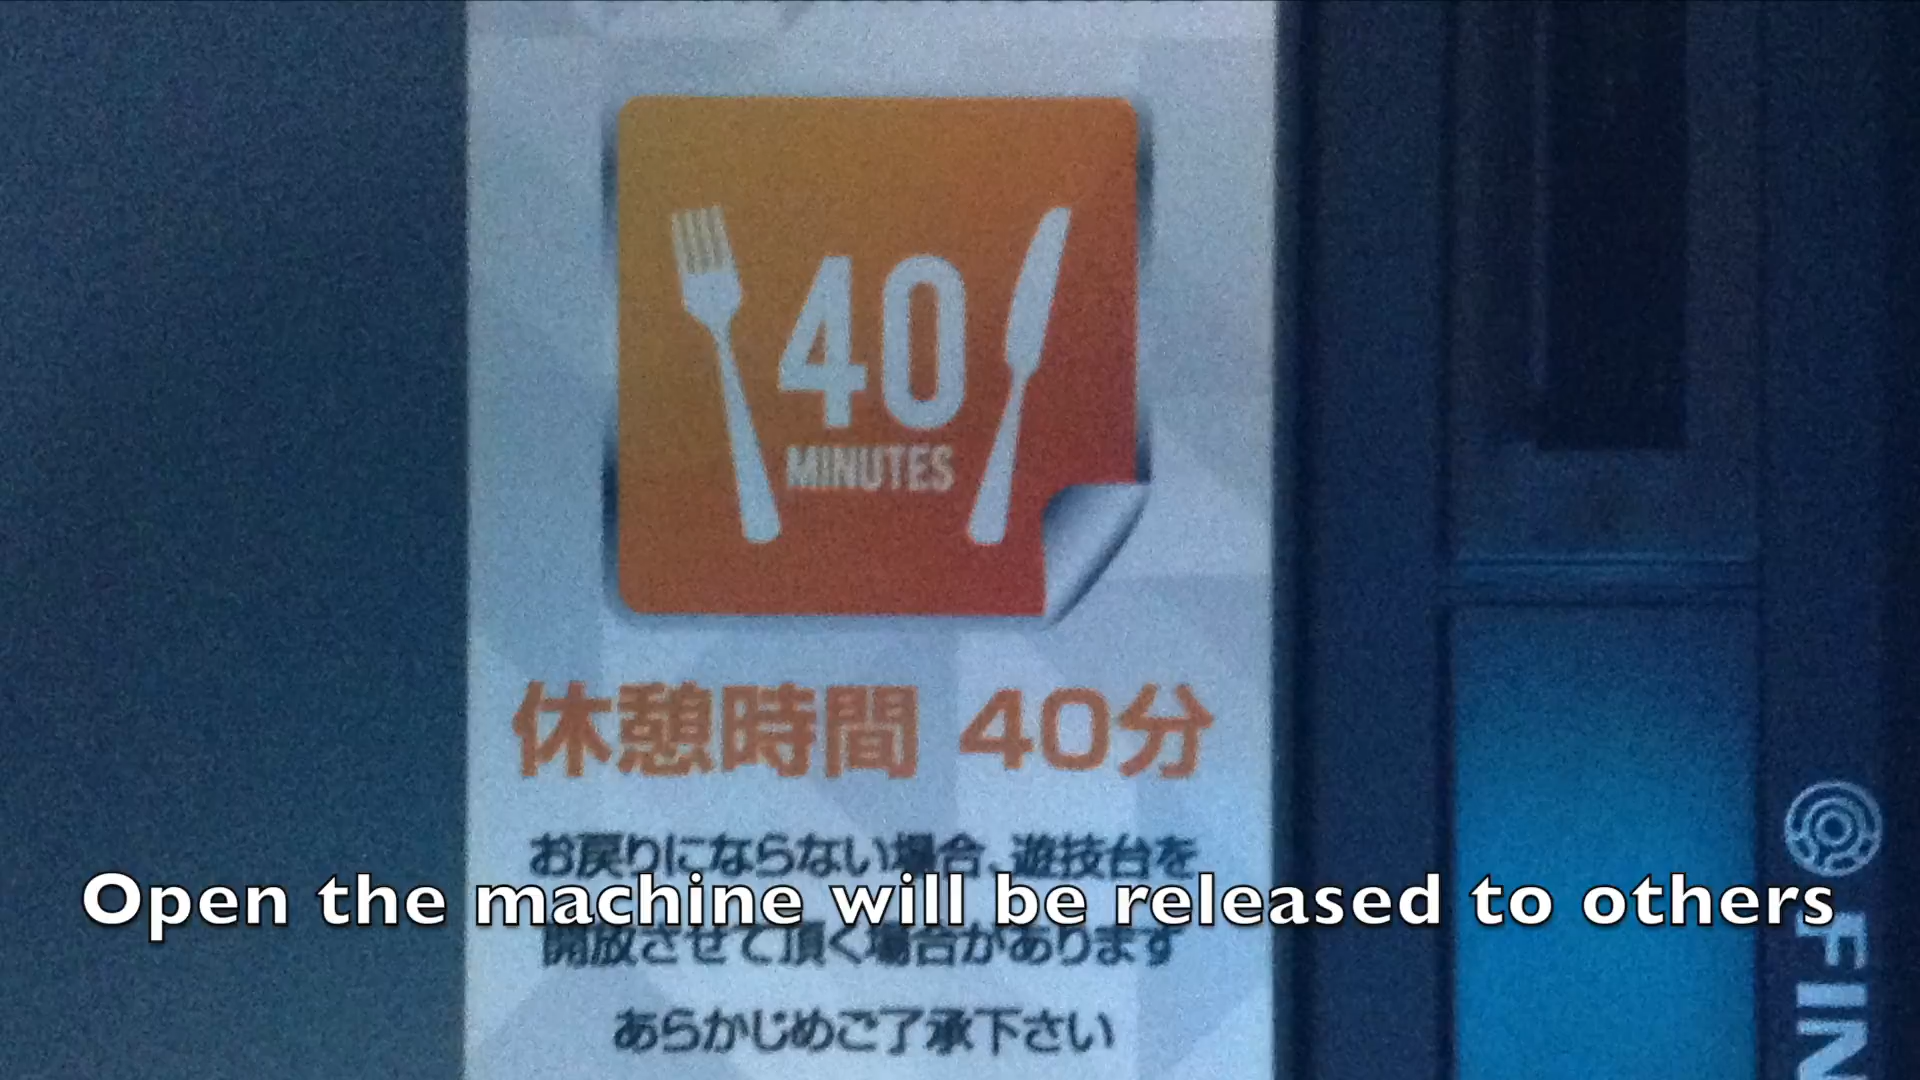 40
MINUTES
休憩時間 40分
お戻りにならない場合、遊技台を
Open the machine will be released to others
開放させて頂く場合があります
あらかじめご了承下さい
FIN